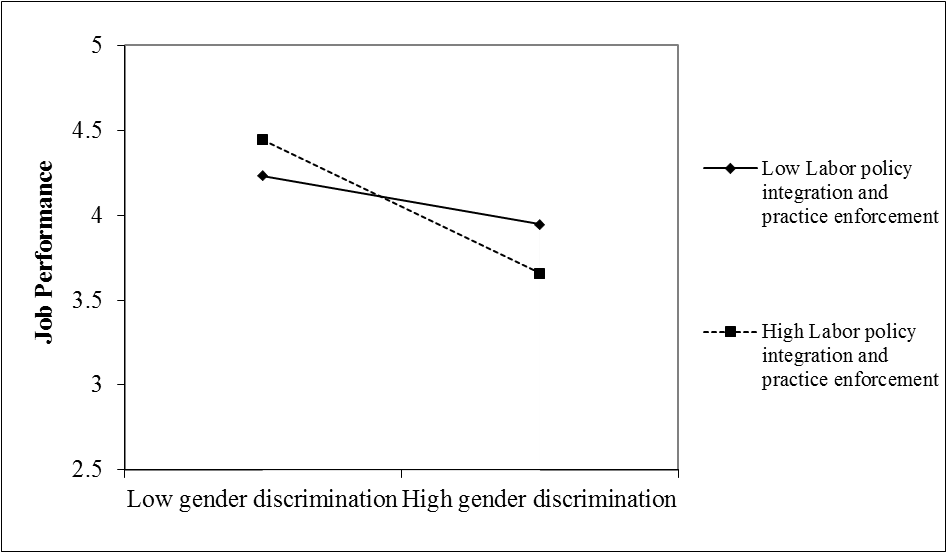 5
4.5
4
3.5
3
2.5
Job Performance
Low gender discrimination
High gender discrimination
Low Labor policy
integration and
practice enforcement
High Labor policy
integration and
practice enforcement